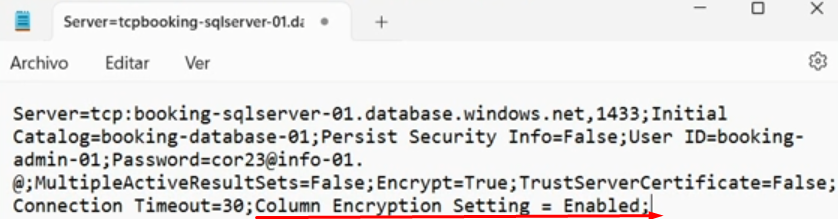 Server=tcpbooking-sqlserver-01.da
Archivo Editar Ver
Server=tcp:booking-sqlserver-01.database.windows.net,1433;Initial
Catalog=booking-database-01;Persist Security Info=False;User ID=booking-
admin-01;Password=cor23@info-01.
@;MultipleActiveResultSets=False;Encrypt=True;TrustServerCertificate=False;
Connection Timeout=30;Column Encryption Setting = Enabled;